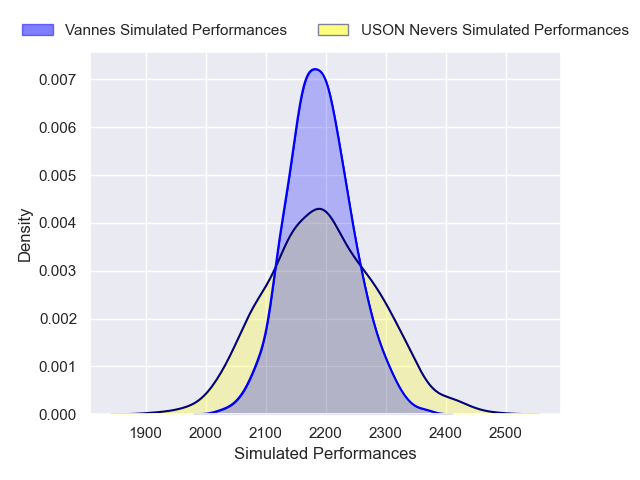 Vannes Simulated Performances USON Nevers Simulated Performances
0.007
0.006
0.005
0.004
0.003
0.002
0.001
0.000
Density
1900 2000 2100 2200 2300 2400 2500
Simulated Performances